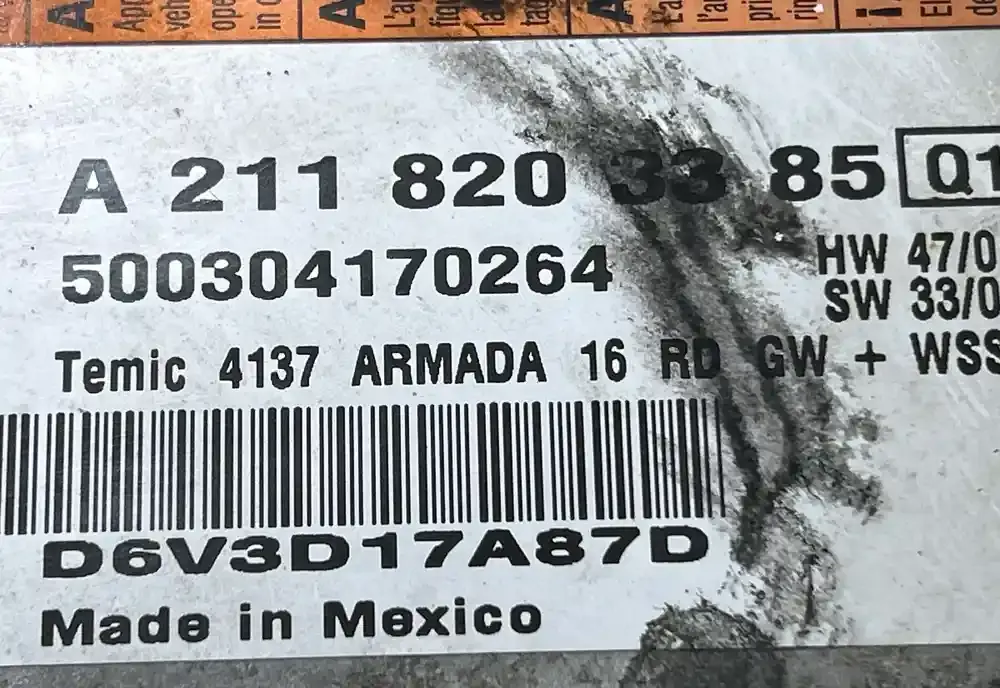 A 211 820 33 85 Q1
500304170264
HW 47/0
SW 33/0
Temic 4137 ARMADA 16 RD GW + WSS
D6V3D17A87D
Made in Mexico